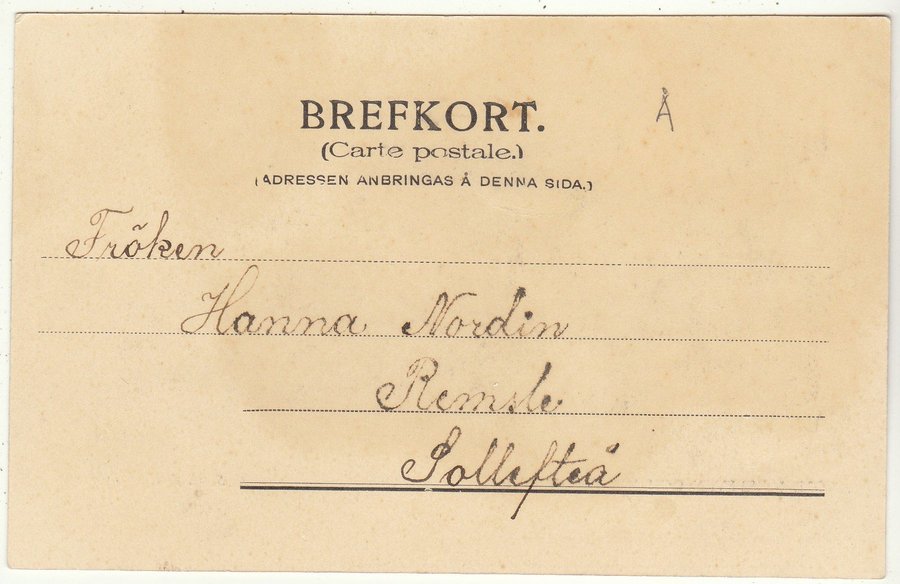 BREFKORT.
Å
(Carte postale.)
(ADRESSEN ANBRINGAS Å DENNA SIDA.)
Fröken
Hanna Nordin
Remsle
Sollefteå